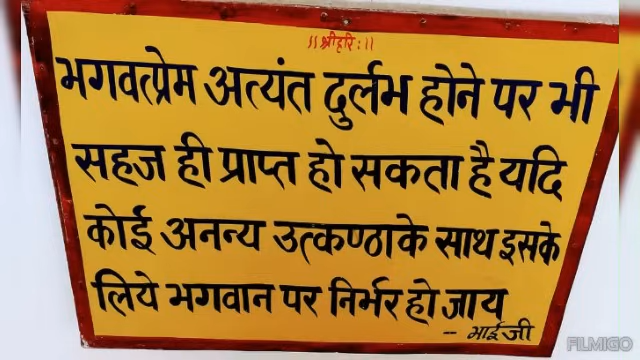 ।।श्रीहरि:।।
भगवत्प्रेम अत्यंत दुर्लभ होने पर भी
सहज ही प्राप्त हो सकता है यदि
कोई अनन्य उत्कण्ठाके साथ इसके
लिये भगवान पर निर्भर हो जाय
- भाईजी
FILMIGO